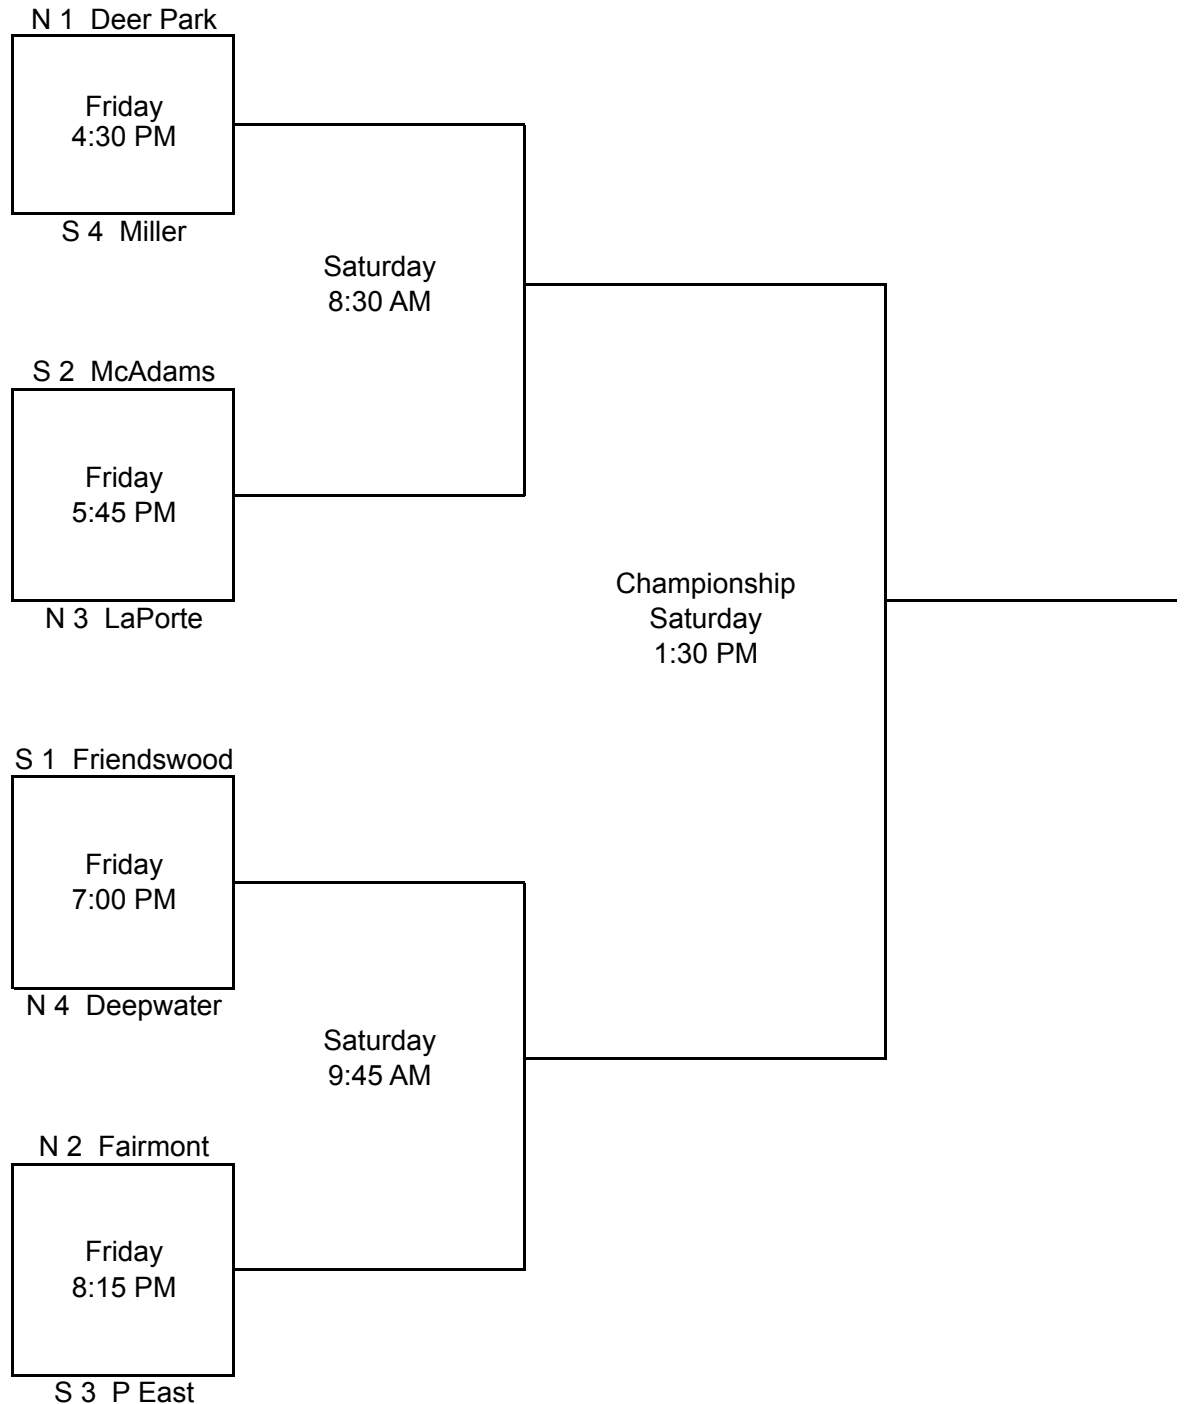 N 1  Deer Park
Friday
4:30 PM
S 4  Miller
Saturday
8:30 AM
S 2  McAdams
Friday
5:45 PM
N 3  LaPorte
Championship
Saturday
1:30 PM
S 1  Friendswood
Friday
7:00 PM
N 4  Deepwater
Saturday
9:45 AM
N 2  Fairmont
Friday
8:15 PM
S 3  P East